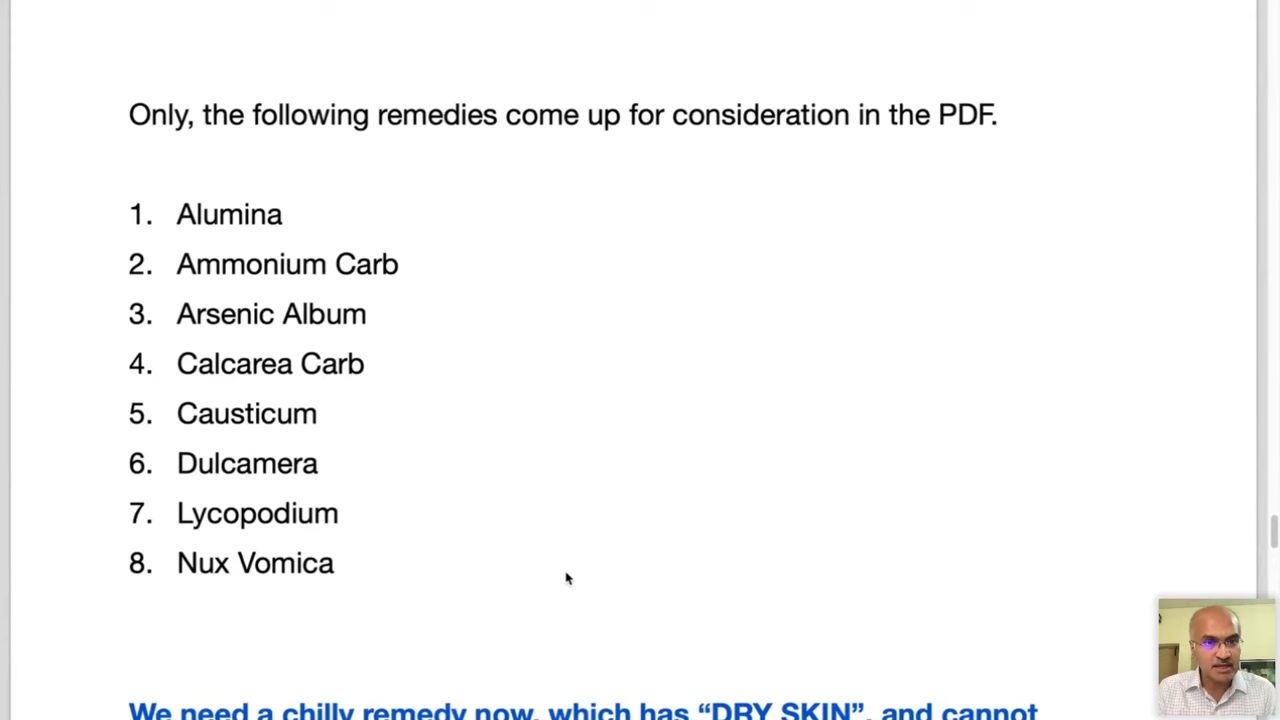 Only, the following remedies come up for consideration in the PDF.
1. Alumina
2. Ammonium Carb
3. Arsenic Album
4. Calcarea Carb
5. Causticum
6. Dulcamera
7. Lycopodium
8. Nux Vomica
We need a chilly remedy now, which has “DRY SKIN”, and cannot